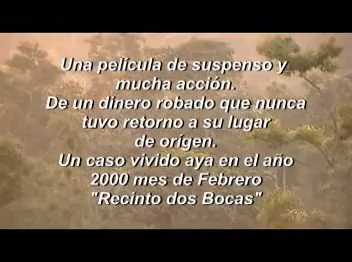 Una película de suspenso y
mucha acción.
De un dinero robado que nunca
tuvo retorno a su lugar
de orígen.
Un caso vivido aya en el año
2000 mes de Febrero
"Recinto dos Bocas"